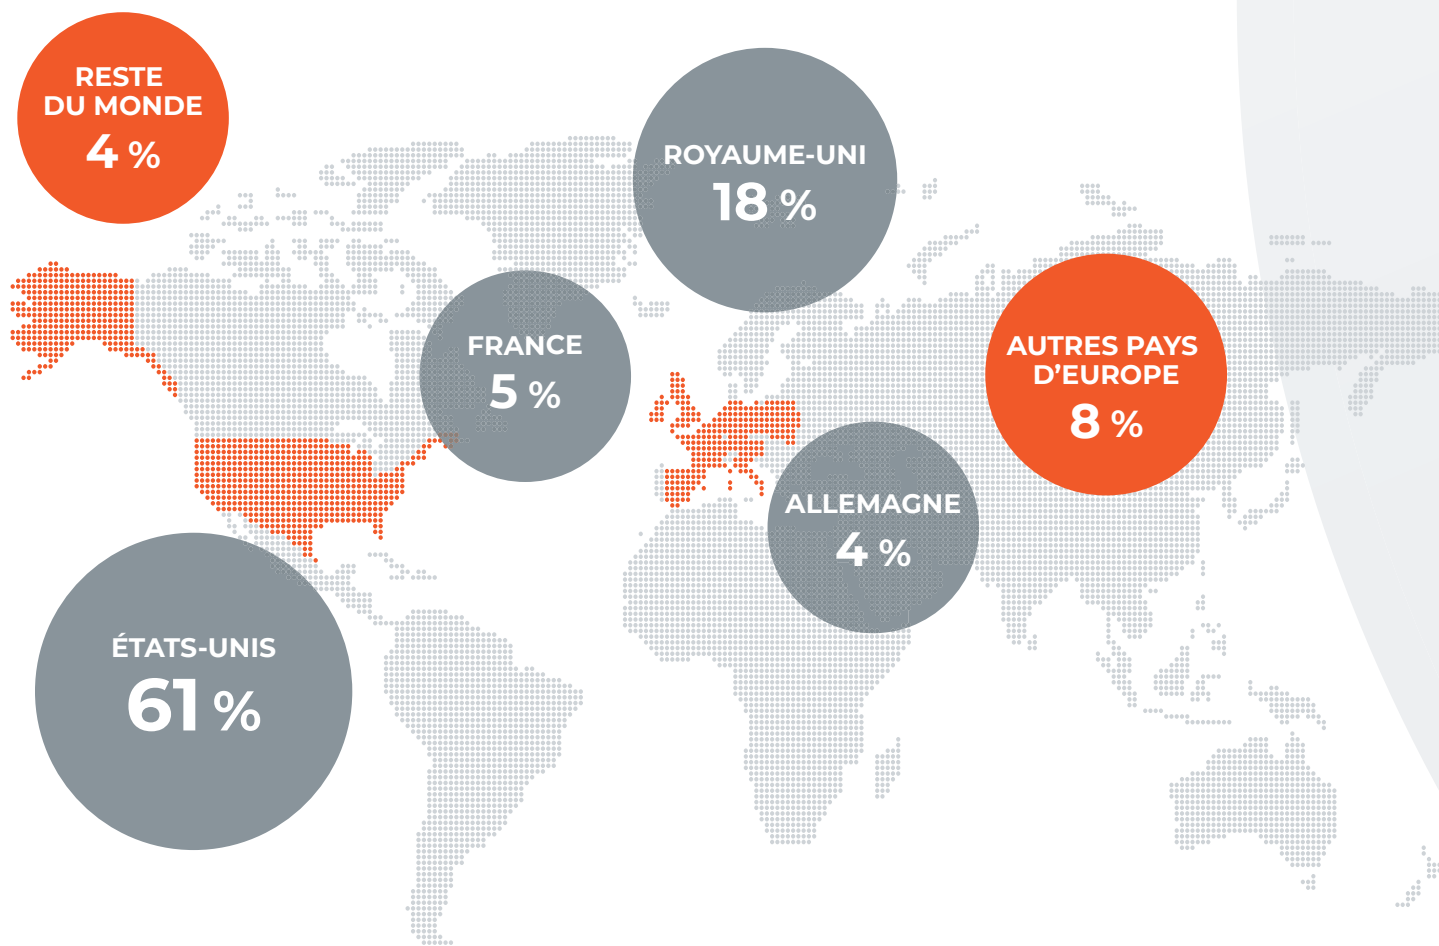 RESTE
DU MONDE
4 %
ROYAUME-UNI
18 %
FRANCE
5 %
AUTRES PAYS
D’EUROPE
8 %
ALLEMAGNE
4 %
ÉTATS-UNIS
61 %